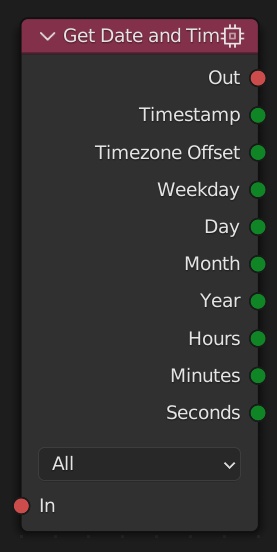 Get Date and Tim
Out
Timestamp
Timezone Offset
Weekday
Day
Month
Year
Hours
Minutes
Seconds
All
In